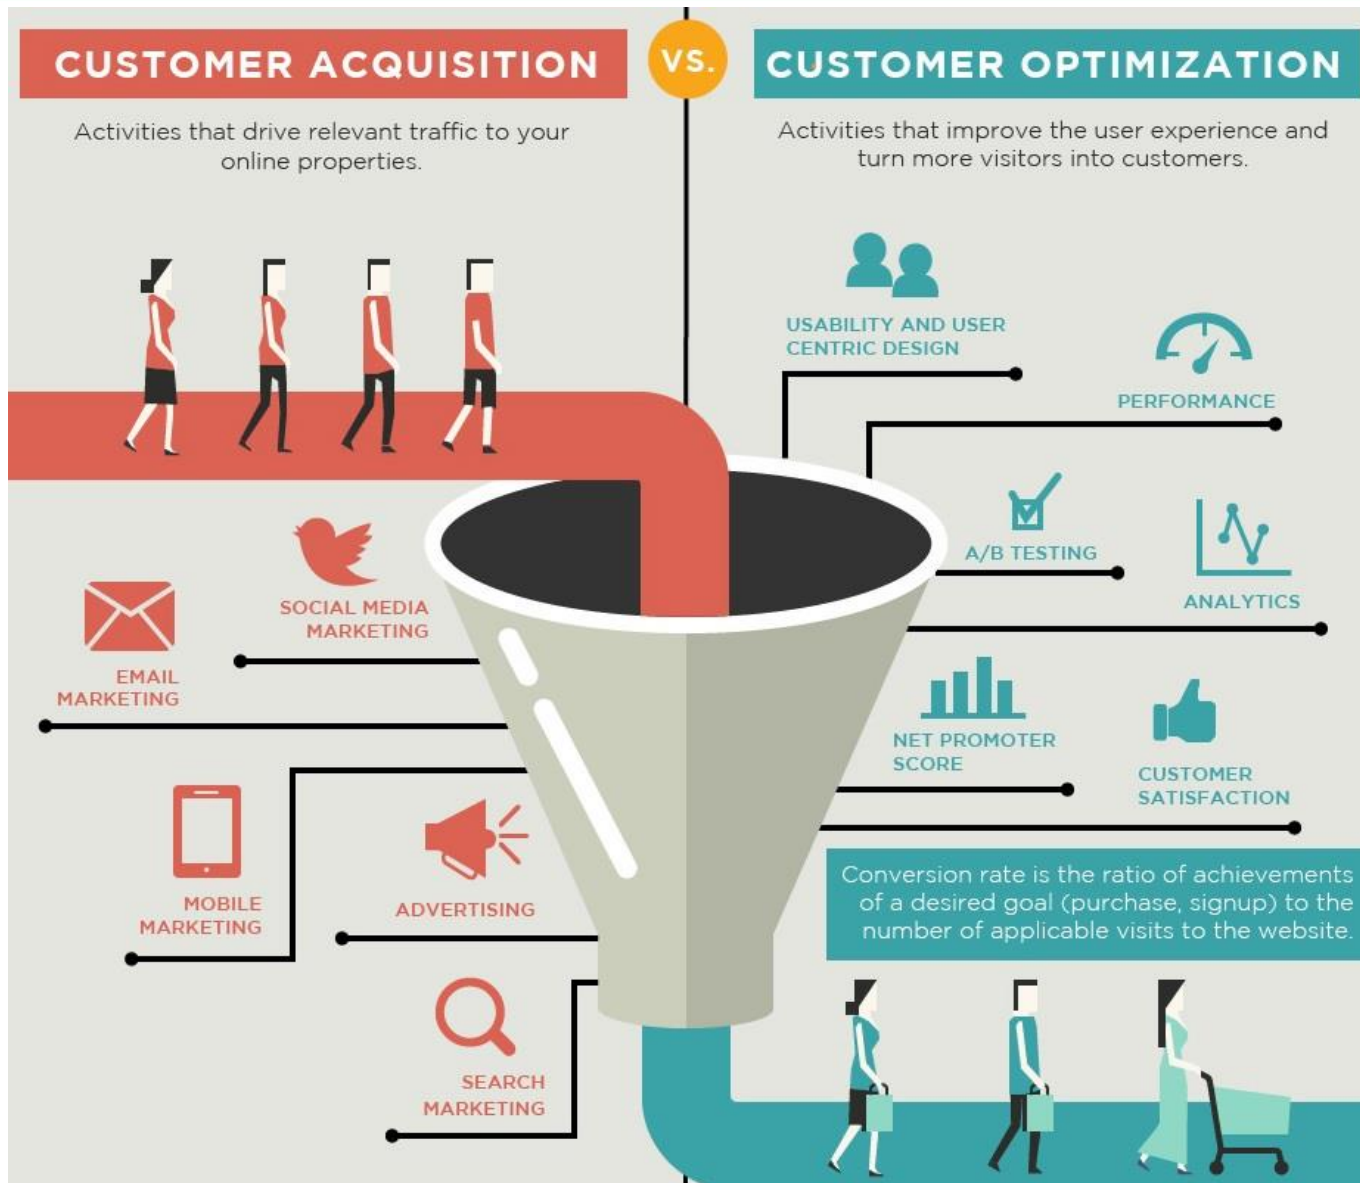 CUSTOMER ACQUISITION
VS.
CUSTOMER OPTIMIZATION
Activities that drive relevant traffic to your
online properties.
Activities that improve the user experience and
turn more visitors into customers.
SOCIAL MEDIA
MARKETING
EMAIL
MARKETING
MOBILE
MARKETING
ADVERTISING
SEARCH
MARKETING
USABILITY AND USER
CENTRIC DESIGN
PERFORMANCE
A/B TESTING
ANALYTICS
NET PROMOTER
SCORE
CUSTOMER
SATISFACTION
Conversion rate is the ratio of achievements
of a desired goal (purchase, signup) to the
number of applicable visits to the website.